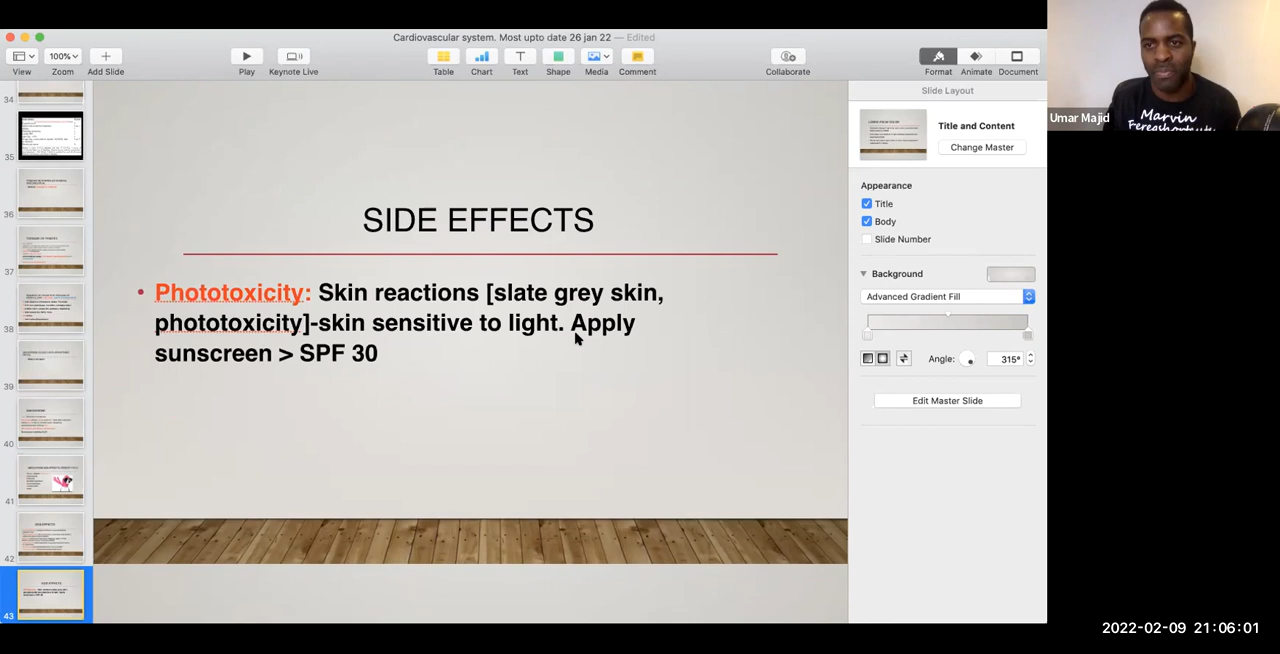 Cardiovascular system. Most upto date 26 jan 22 — Edited
100%
View
Zoom
Add Slide
Play
Keynote Live
Table
Chart
Text
Shape
Media
Comment
Collaborate
Format
Animate
Document
34
35
36
37
38
39
40
41
42
43
SIDE EFFECTS
• Phototoxicity: Skin reactions [slate grey skin,
phototoxicity]-skin sensitive to light. Apply
sunscreen > SPF 30
Slide Layout
Title and Content
Change Master
Appearance
Title
Body
Slide Number
Background
Advanced Gradient Fill
Angle:
315°
Edit Master Slide
Umar Majid
Marvin
2022-02-09 21:06:01